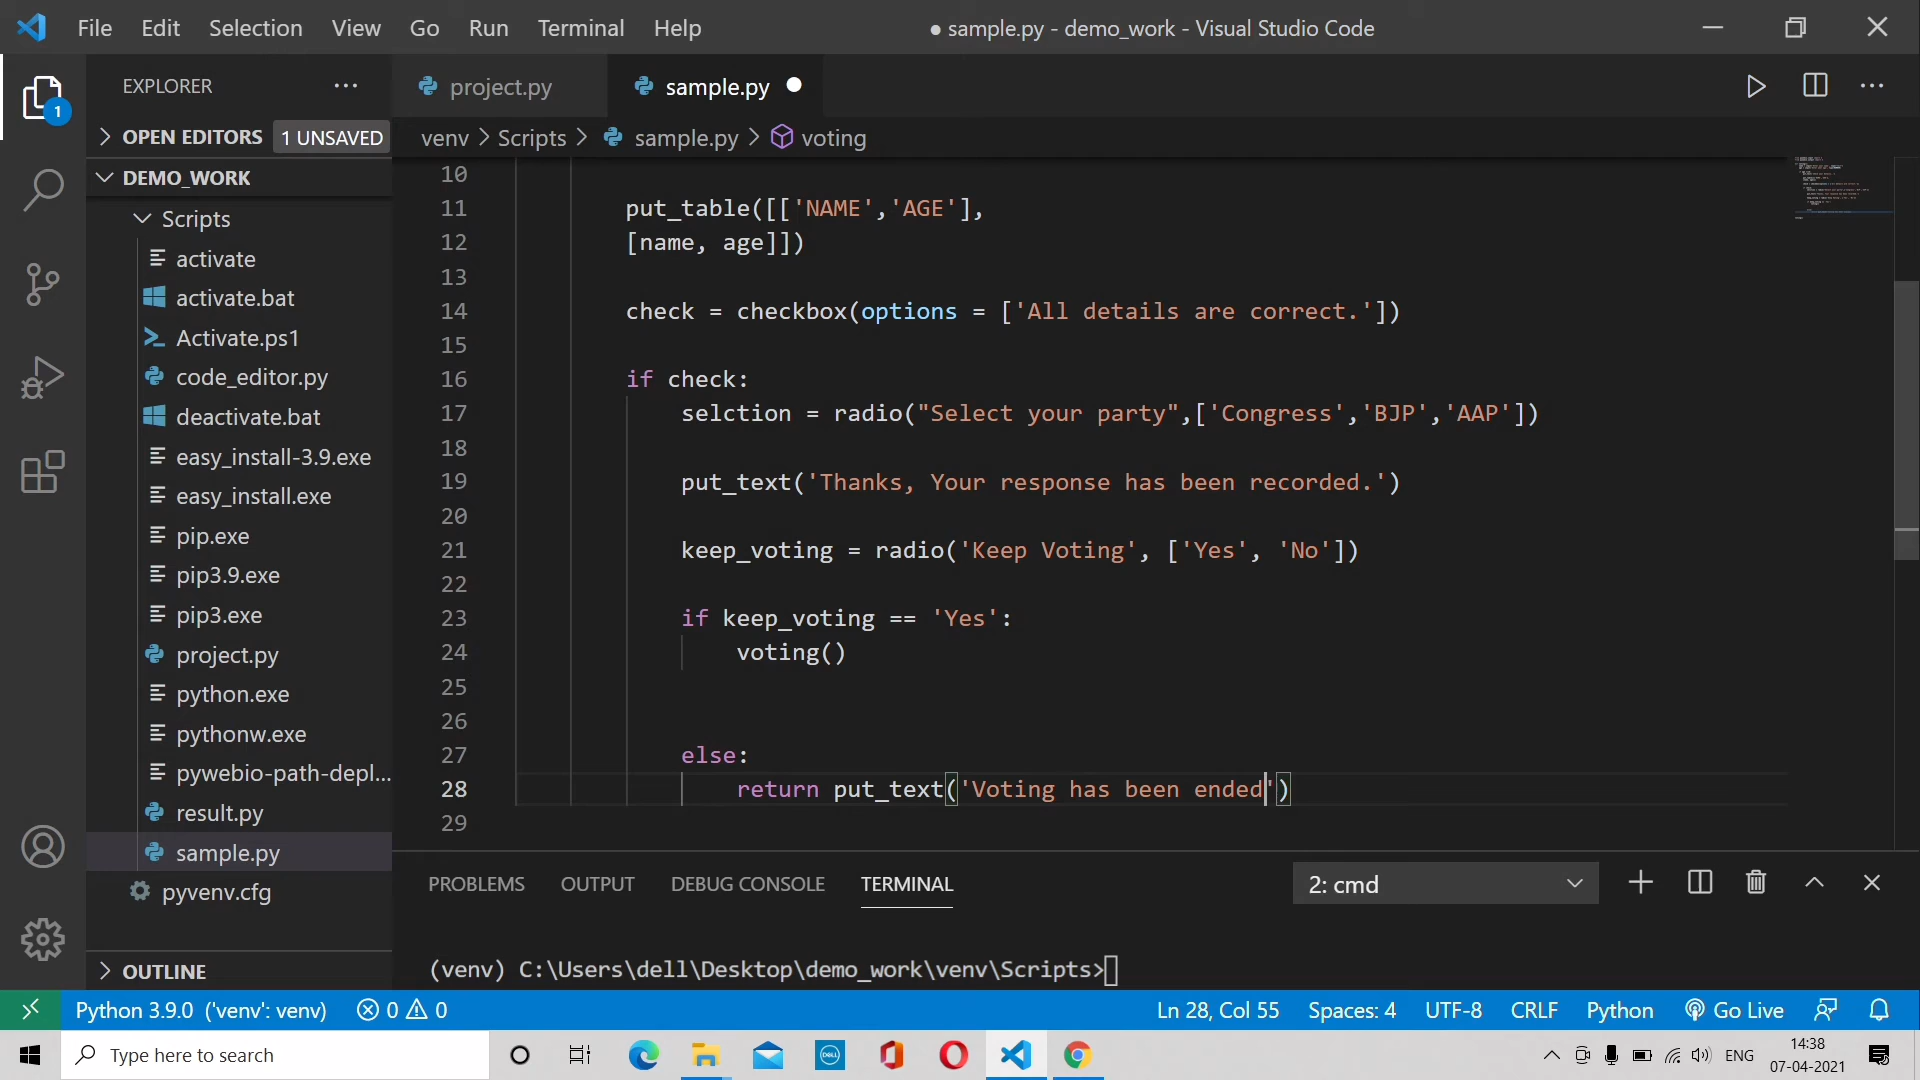 File Edit Selection View Go Run Terminal Help
● sample.py - demo_work - Visual Studio Code
EXPLORER
project.py
sample.py
1
OPEN EDITORS 1 UNSAVED
venv > Scripts > sample.py > voting
DEMO_WORK
Scripts
activate
activate.bat
Activate.ps1
code_editor.py
deactivate.bat
easy_install-3.9.exe
easy_install.exe
pip.exe
pip3.9.exe
pip3.exe
project.py
python.exe
pythonw.exe
pywebio-path-depl...
result.py
sample.py
pyvenv.cfg
OUTLINE
10
11 put_table([['NAME','AGE'],
12 [name, age]])
13
14 check = checkbox(options = ['All details are correct.'])
15
16 if check:
17 selction = radio("Select your party",['Congress','BJP','AAP'])
18
19 put_text('Thanks, Your response has been recorded.')
20
21 keep_voting = radio('Keep Voting', ['Yes', 'No'])
22
23 if keep_voting == 'Yes':
24 voting()
25
26
27 else:
28 return put_text('Voting has been ended')
29
PROBLEMS OUTPUT DEBUG CONSOLE TERMINAL
2: cmd
(venv) C:\Users\dell\Desktop\demo_work\venv\Scripts>
Python 3.9.0 ('venv': venv) 0 0
Ln 28, Col 55 Spaces: 4 UTF-8 CRLF Python Go Live
Type here to search
DELL
ENG
14:38
07-04-2021